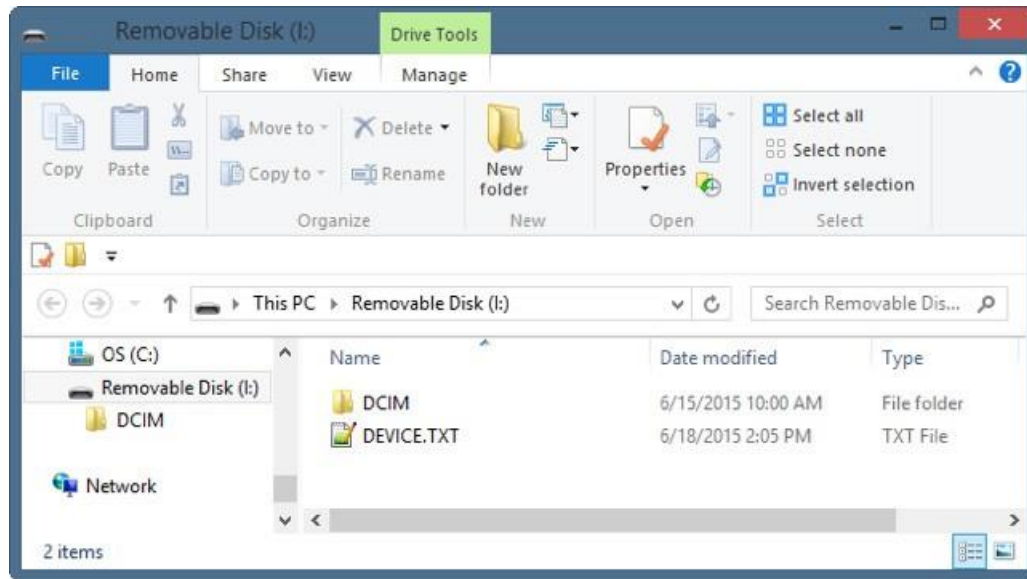 Removable Disk (I:)
Drive Tools
File Home Share View Manage
Copy
Paste
Move to
Copy to
Delete
Rename
New
folder
Properties
Select all
Select none
Invert selection
Clipboard Organize New Open Select
This PC Removable Disk (I:)
Search Removable Dis...
OS (C:)
Removable Disk (I:)
DCIM
Network
Name Date modified Type
DCIM 6/15/2015 10:00 AM File folder
DEVICE.TXT 6/18/2015 2:05 PM TXT File
2 items